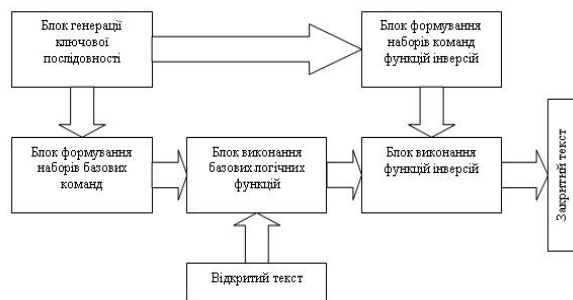 Блок генерації
ключової
послідовності
Блок формування
наборів команд
функцій інверсій
Блок формування
наборів базових
команд
Блок виконання
базових логічних
функцій
Блок виконання
функцій інверсій
Закритий текст
Відкритий текст